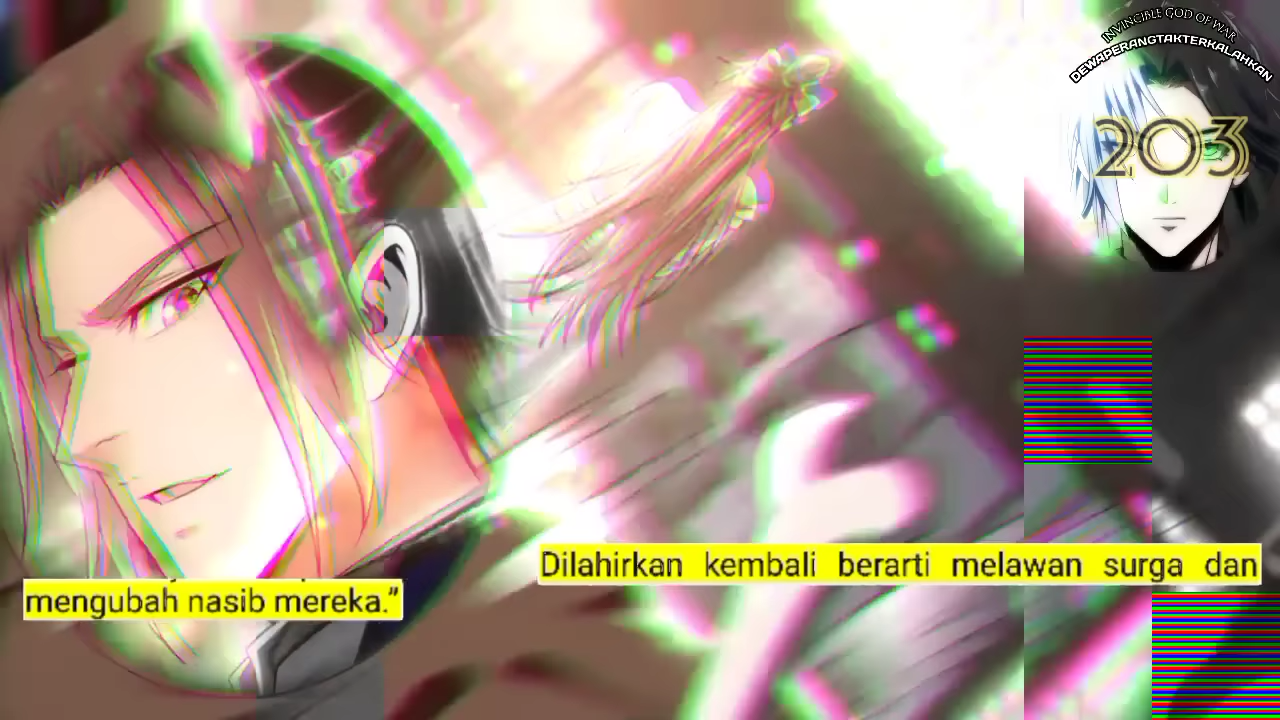 INVINCIBLE GOD OF WAR
DEWAPERANGTAKTERKALAHKAN
203
Dilahirkan kembali berarti melawan surga dan
mengubah nasib mereka.”